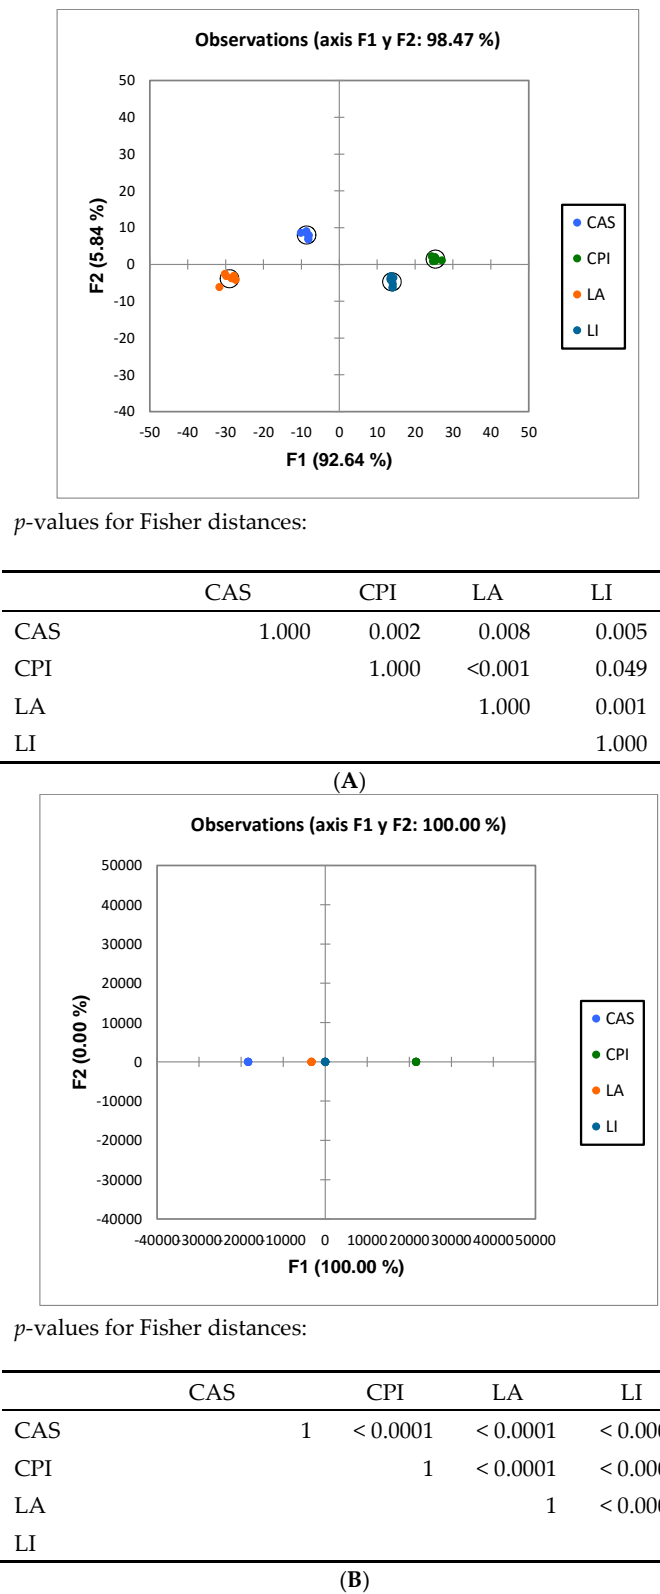 Observations (axis F1 y F2: 98.47 %)
50
40
30
20
10
0
-10
-20
-30
-40
F2 (5.84 %)
-50 -40 -30 -20 -10 0 10 20 30 40 50
F1 (92.64 %)
CAS
CPI
LA
LI
p-values for Fisher distances:
CAS CPI LA LI
CAS 1.000 0.002 0.008 0.005
CPI 1.000 <0.001 0.049
LA 1.000 0.001
LI 1.000
(A)
Observations (axis F1 y F2: 100.00 %)
50000
40000
30000
20000
10000
0
-10000
-20000
-30000
-40000
F2 (0.00 %)
-40000 -30000 -20000 -10000 0 10000 20000 30000 40000 50000
F1 (100.00 %)
CAS
CPI
LA
LI
p-values for Fisher distances:
CAS CPI LA LI
CAS 1 < 0.0001 < 0.0001 < 0.000
CPI 1 < 0.0001 < 0.000
LA 1 < 0.000
LI
(B)